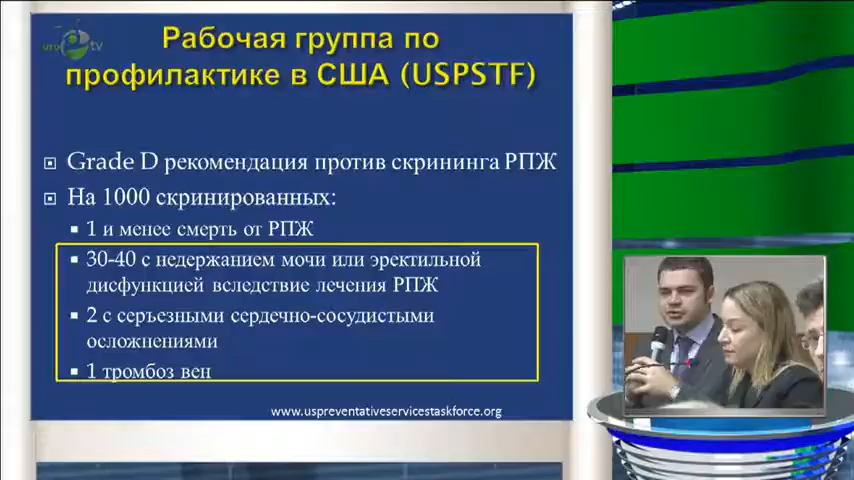 Рабочая группа по
профилактике в США (USPSTF)
Grade D рекомендация против скрининга РПЖ
На 1000 скринированных:
1 и менее смерть от РПЖ
30-40 с недержанием мочи или эректильной
дисфункцией вследствие лечения РПЖ
2 с серъезными сердечно-сосудистыми
осложнениями
1 тромбоз вен
www.uspreventativeservicestaskforce.org